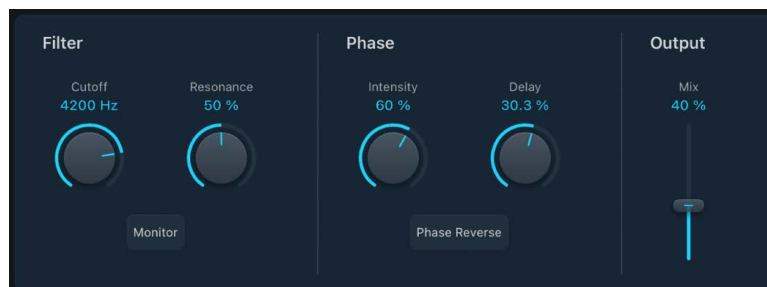 Filter
Cutoff
4200 Hz
Resonance
50 %
Monitor
Phase
Intensity
60 %
Delay
30.3 %
Phase Reverse
Output
Mix
40 %